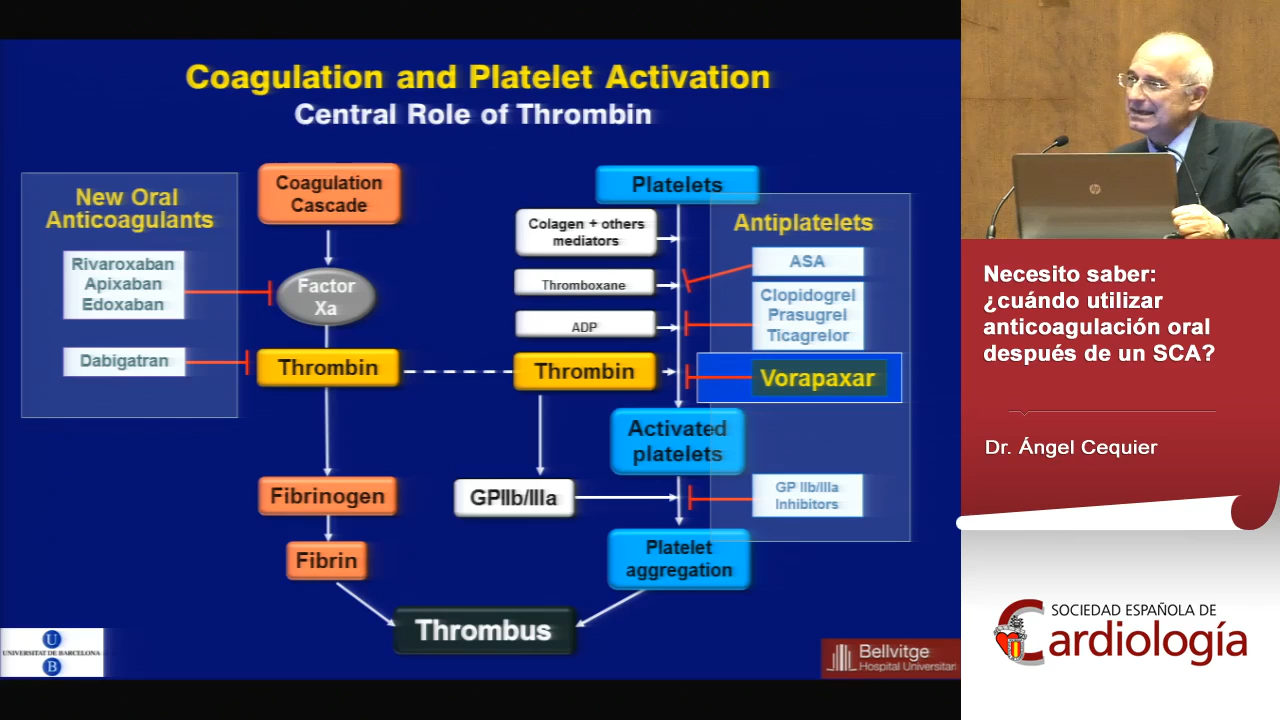 Coagulation and Platelet Activation
Central Role of Thrombin
New Oral
Anticoagulants
Rivaroxaban
Apixaban
Edoxaban
Dabigatran
Coagulation
Cascade
Factor
Xa
Thrombin
Fibrinogen
Fibrin
Platelets
Colagen + others
mediators
Thromboxane
ADP
Thrombin
GPIIb/IIIa
Activated
platelets
Platelet
aggregation
Thrombus
Antiplatelets
ASA
Clopidogrel
Prasugrel
Ticagrelor
Vorapaxar
GP IIb/IIIa
Inhibitors
U
UNIVERSITAT DE BARCELONA
B
Bellvitge
Hospital Universitari
hp
Necesito saber:
¿cuándo utilizar
anticoagulación oral
después de un SCA?
Dr. Ángel Cequier
SOCIEDAD ESPAÑOLA DE
Cardiología